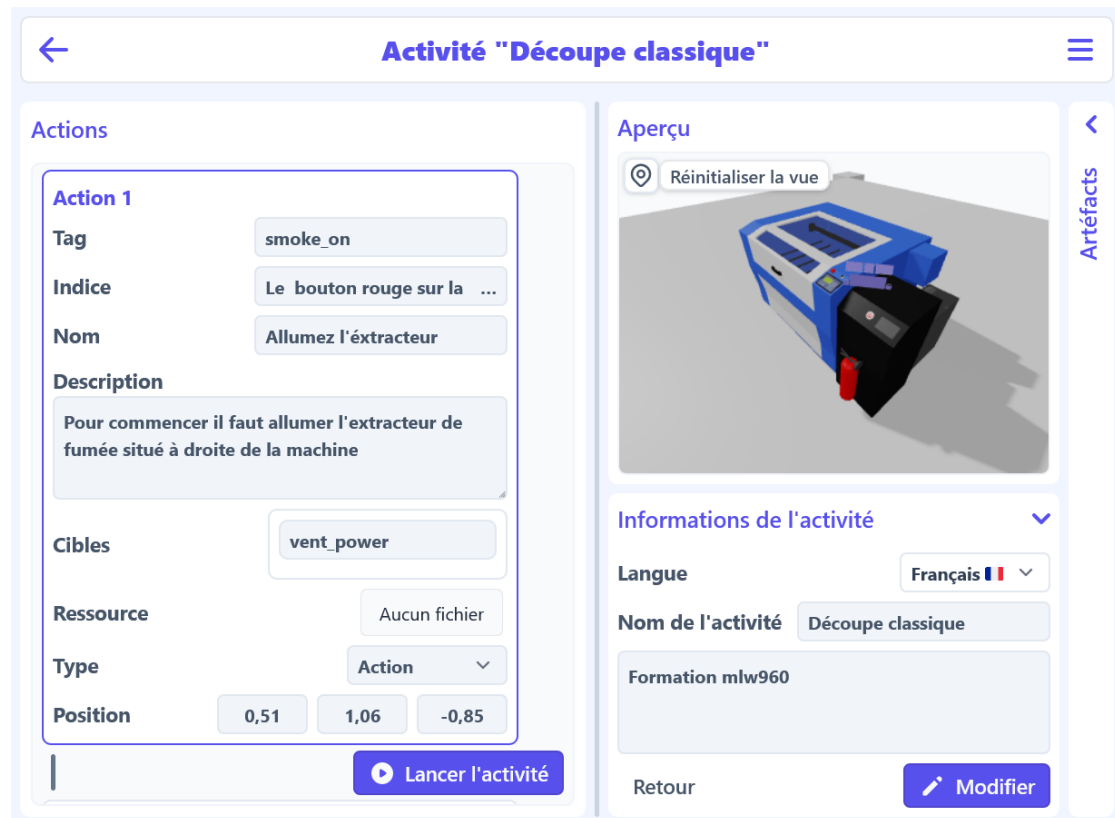 Activité "Découpe classique"
Actions
Action 1
Tag
smoke_on
Indice
Le  bouton rouge sur la ...
Nom
Allumez l'éxtracteur
Description
Pour commencer il faut allumer l'extracteur de
fumée situé à droite de la machine
Cibles
vent_power
Ressource
Aucun fichier
Type
Action
Position
0,51
1,06
-0,85
Lancer l'activité
Aperçu
Réinitialiser la vue
Informations de l'activité
Langue
Français
Nom de l'activité
Découpe classique
Formation mlw960
Retour
Modifier
Artéfacts